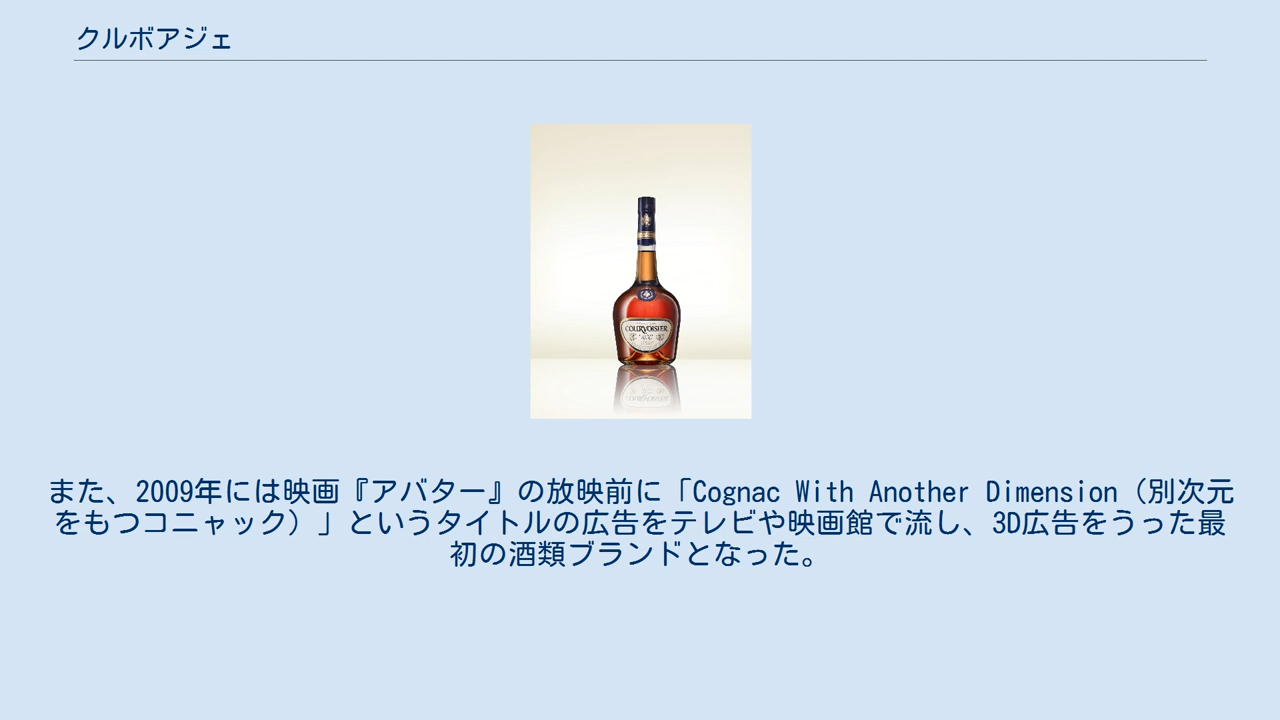 クルボアジェ
COURVOISIER
また、2009年には映画『アバター』の放映前に「Cognac With Another Dimension（別次元
をもつコニャック）」というタイトルの広告をテレビや映画館で流し、3D広告をうった最
初の酒類ブランドとなった。